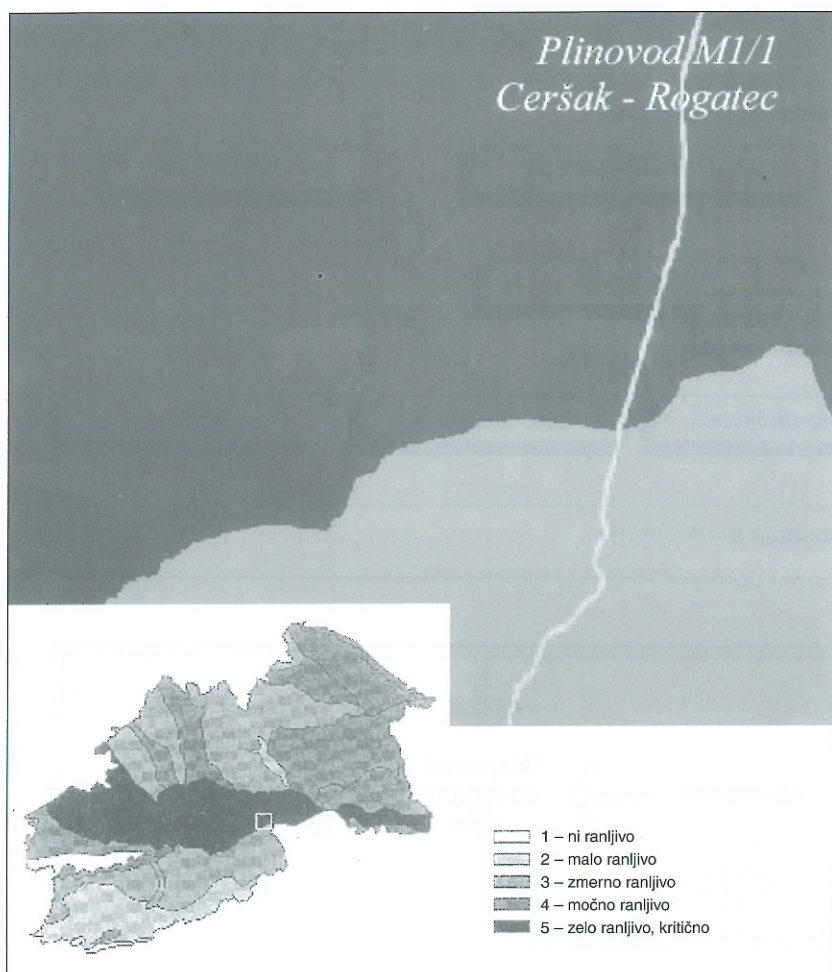 Plinovod M1/1
Ceršak - Rogatec
1 – ni ranljivo
2 – malo ranljivo
3 – zmerno ranljivo
4 – močno ranljivo
5 – zelo ranljivo, kritično